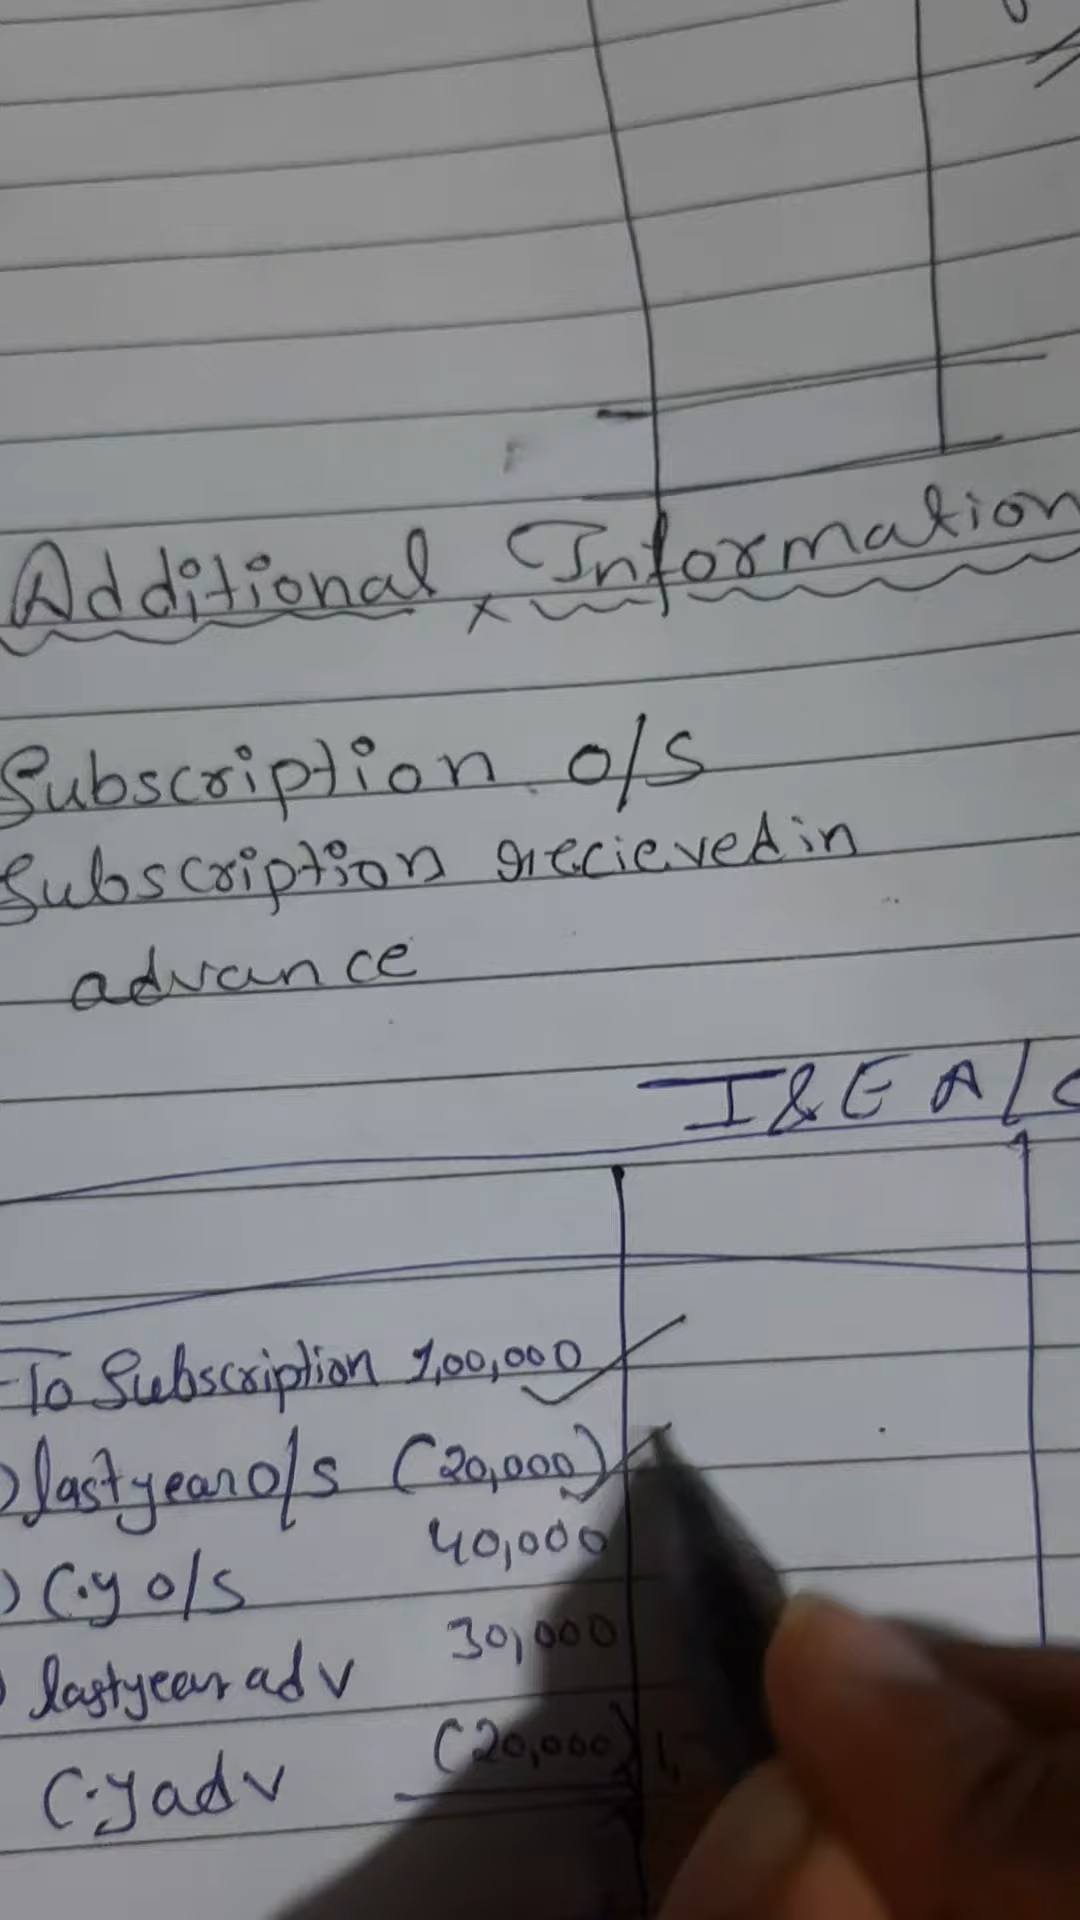 Additional Information
Subscription o/s
Subscription recieved in
advance
I & E A/C
To Subscription 1,00,000
) last year o/s (20,000)
) C.y o/s 40,000
) last year adv 30,000
C.y adv (20,000) 1,